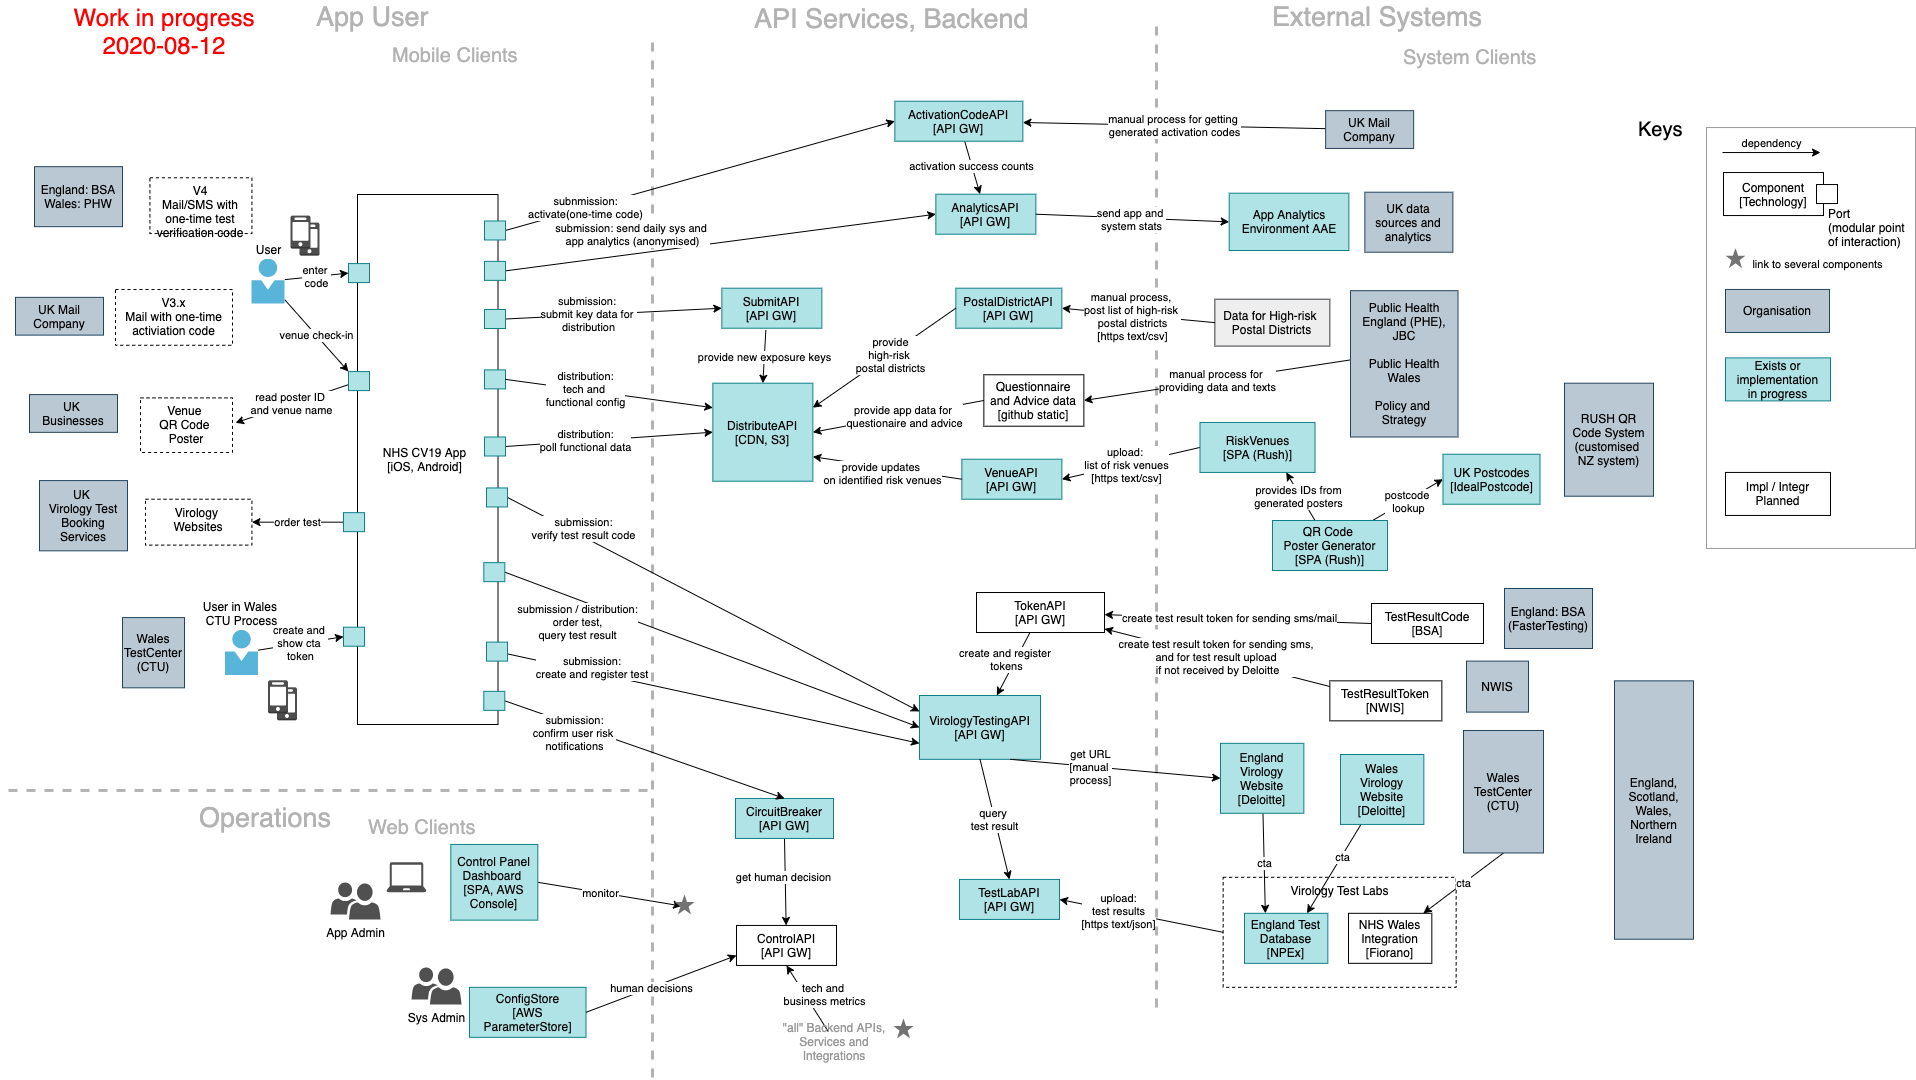 Work in progress
2020-08-12
App User
Mobile Clients
API Services, Backend
External Systems
System Clients
Keys
dependency
Component
[Technology]
Port
(modular point
of interaction)
link to several components
Organisation
Exists or
implementation
in progress
Impl / Integr
Planned
England: BSA
Wales: PHW
V4
Mail/SMS with
one-time test
verification code
User
enter
code
UK Mail
Company
V3.x
Mail with one-time
activiation code
venue check-in
UK
Businesses
Venue
QR Code
Poster
read poster ID
and venue name
UK
Virology Test
Booking
Services
Virology
Websites
order test
Wales
TestCenter
(CTU)
User in Wales
CTU Process
create and
show cta
token
NHS CV19 App
[iOS, Android]
subnmission:
activate(one-time code)
submission: send daily sys and
app analytics (anonymised)
submission:
submit key data for
distribution
distribution:
tech and
functional config
distribution:
poll functional data
submission:
verify test result code
submission / distribution:
order test,
query test result
submission:
create and register test
submission:
confirm user risk
notifications
ActivationCodeAPI
[API GW]
manual process for getting
generated activation codes
UK Mail
Company
activation success counts
AnalyticsAPI
[API GW]
send app and
system stats
App Analytics
Environment AAE
UK data
sources and
analytics
SubmitAPI
[API GW]
provide new exposure keys
PostalDistrictAPI
[API GW]
manual process,
post list of high-risk
postal districts
[https text/csv]
Data for High-risk
Postal Districts
Public Health
England (PHE),
JBC
Public Health
Wales
Policy and
Strategy
provide
high-risk
postal districts
DistributeAPI
[CDN, S3]
Questionnaire
and Advice data
[github static]
manual process for
providing data and texts
provide app data for
questionaire and advice
provide updates
on identified risk venues
VenueAPI
[API GW]
upload:
list of risk venues
[https text/csv]
RiskVenues
[SPA (Rush)]
UK Postcodes
[IdealPostcode]
RUSH QR
Code System
(customised
NZ system)
provides IDs from
generated posters
postcode
lookup
QR Code
Poster Generator
[SPA (Rush)]
TokenAPI
[API GW]
create test result token for sending sms/mail
TestResultCode
[BSA]
England: BSA
(FasterTesting)
create test result token for sending sms,
and for test result upload
if not received by Deloitte
create and register
tokens
TestResultToken
[NWIS]
NWIS
VirologyTestingAPI
[API GW]
get URL
[manual
process]
England
Virology
Website
[Deloitte]
Wales
Virology
Website
[Deloitte]
Wales
TestCenter
(CTU)
England,
Scotland,
Wales,
Northern
Ireland
query
test result
cta
cta
cta
TestLabAPI
[API GW]
upload:
test results
[https text/json]
Virology Test Labs
England Test
Database
[NPEx]
NHS Wales
Integration
[Fiorano]
Operations
Web Clients
Control Panel
Dashboard
[SPA, AWS
Console]
App Admin
monitor
CircuitBreaker
[API GW]
get human decision
ControlAPI
[API GW]
Sys Admin
ConfigStore
[AWS
ParameterStore]
human decisions
tech and
business metrics
"all" Backend APIs,
Services and
Integrations